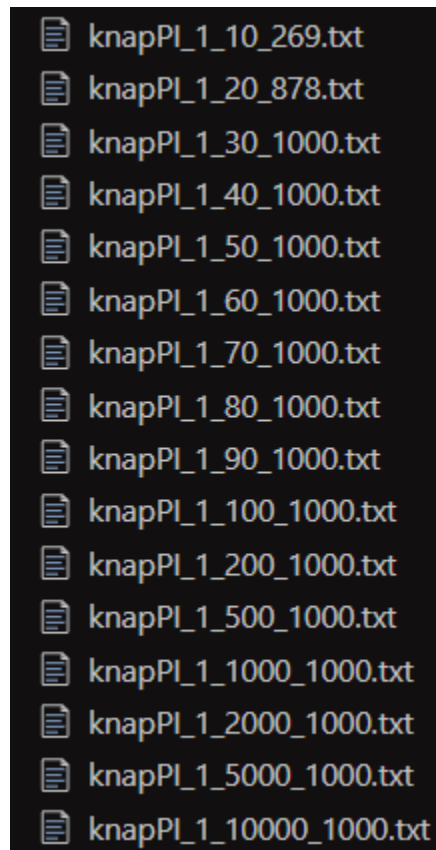 knapPI_1_10_269.txt
knapPI_1_20_878.txt
knapPI_1_30_1000.txt
knapPI_1_40_1000.txt
knapPI_1_50_1000.txt
knapPI_1_60_1000.txt
knapPI_1_70_1000.txt
knapPI_1_80_1000.txt
knapPI_1_90_1000.txt
knapPI_1_100_1000.txt
knapPI_1_200_1000.txt
knapPI_1_500_1000.txt
knapPI_1_1000_1000.txt
knapPI_1_2000_1000.txt
knapPI_1_5000_1000.txt
knapPI_1_10000_1000.txt